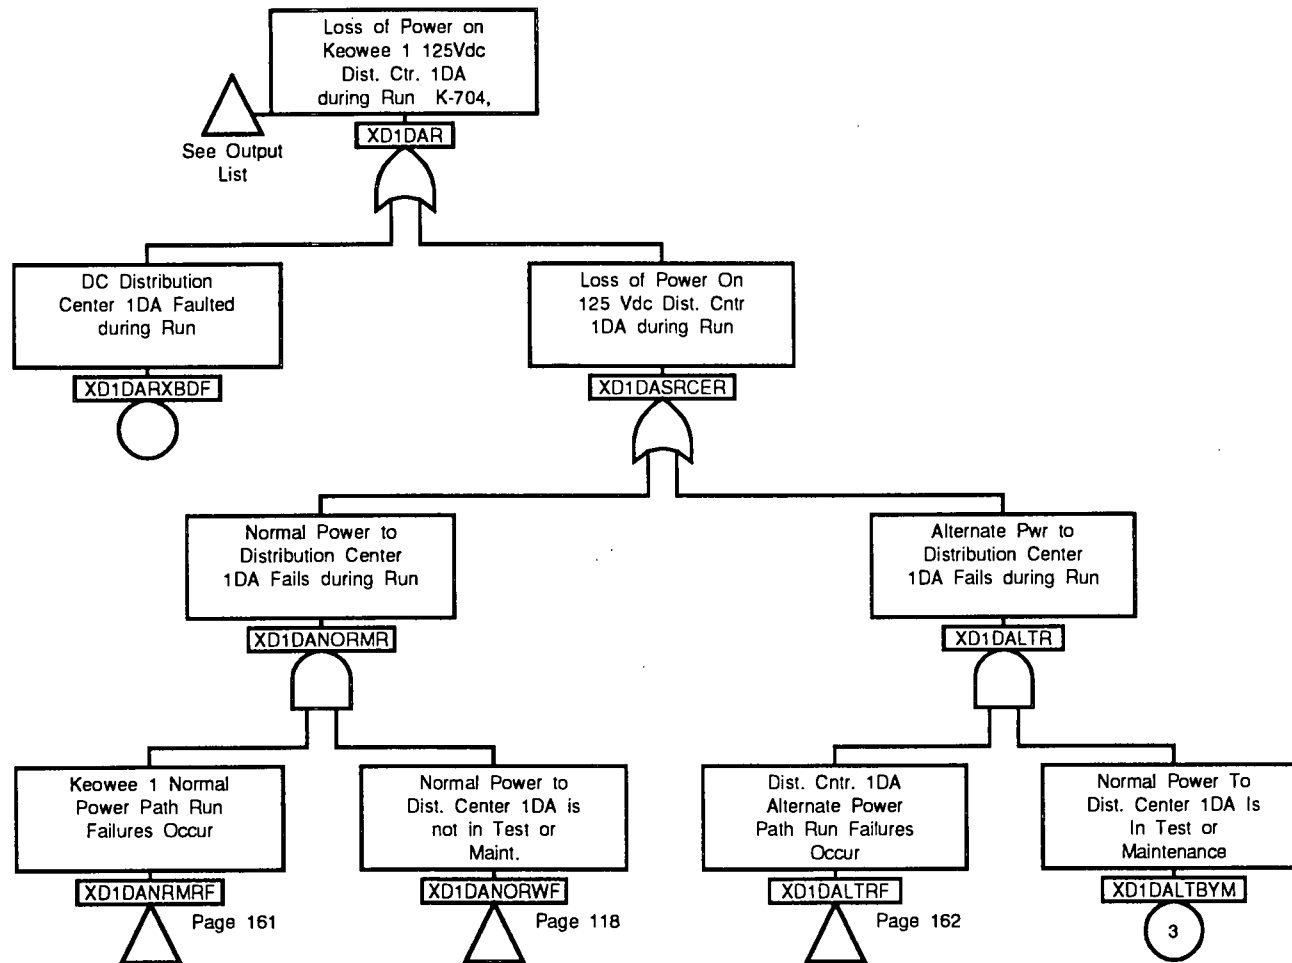 Loss of Power on
Keowee 1 125Vdc
Dist. Ctr. 1DA
during Run K-704,
XD1DAR
See Output
List
DC Distribution
Center 1DA Faulted
during Run
XD1DARXBDF
Loss of Power On
125 Vdc Dist. Cntr
1DA during Run
XD1DASRCER
Normal Power to
Distribution Center
1DA Fails during Run
XD1DANORMR
Alternate Pwr to
Distribution Center
1DA Fails during Run
XD1DALTR
Keowee 1 Normal
Power Path Run
Failures Occur
XD1DANRMRF
Page 161
Normal Power to
Dist. Center 1DA is
not in Test or
Maint.
XD1DANORWF
Page 118
Dist. Cntr. 1DA
Alternate Power
Path Run Failures
Occur
XD1DALTRF
Page 162
Normal Power To
Dist. Center 1DA Is
In Test or
Maintenance
XD1DALTBYM
3